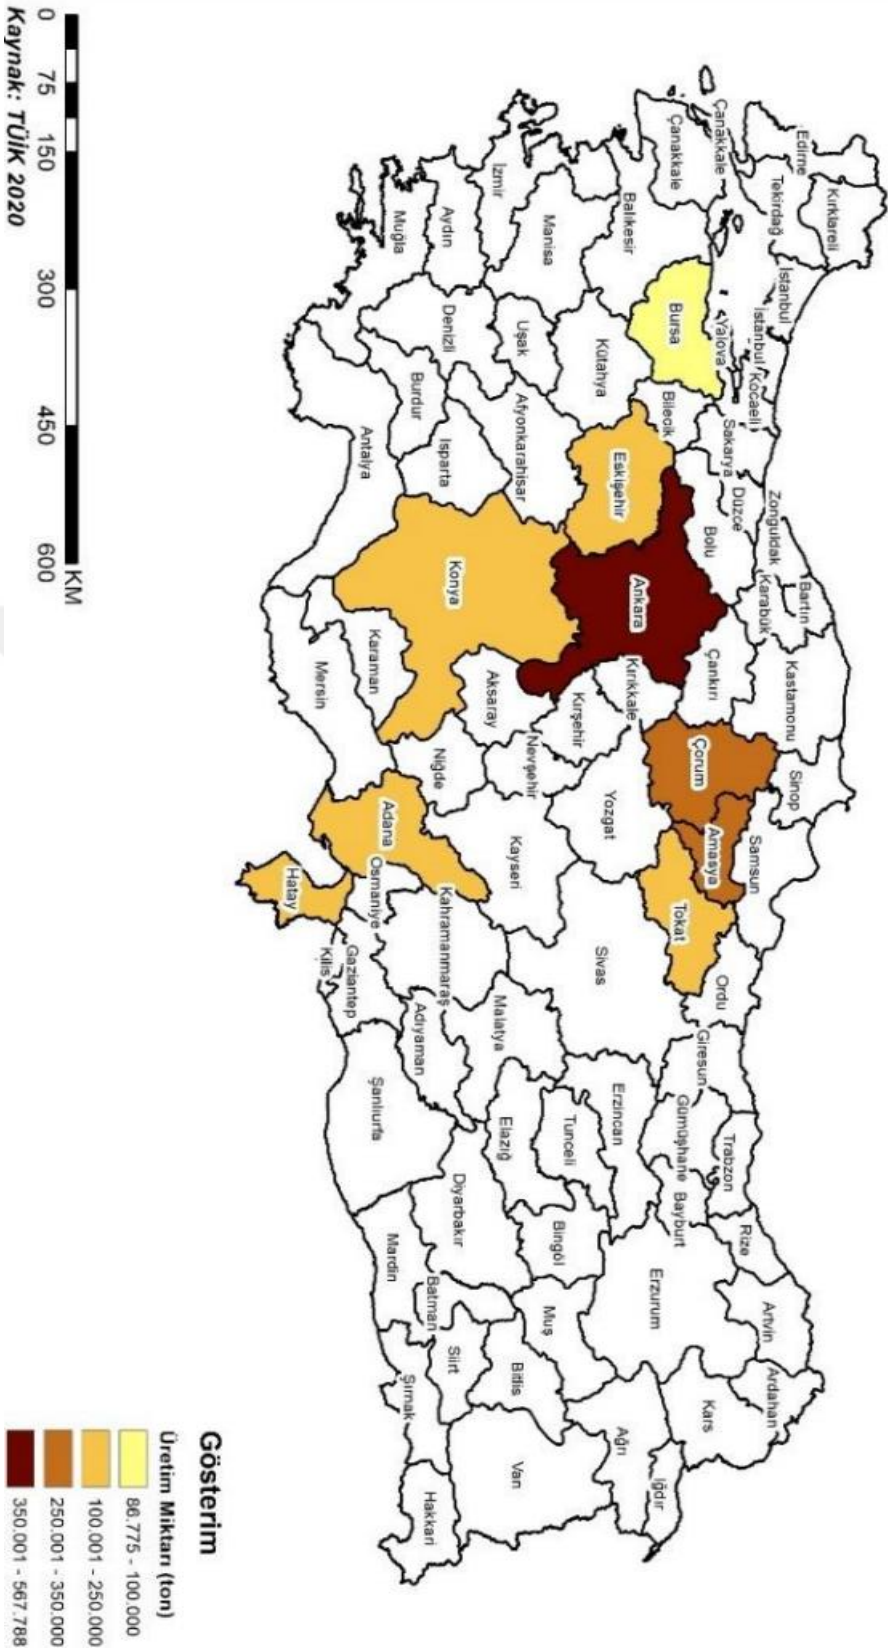 Kırklareli
Edirne
Tekirdağ
İstanbul
İstanbul
Kocaeli
Yalova
Çanakkale
Çanakkale
Balıkesir
Bursa
Bilecik
Sakarya
Düzce
Zonguldak
Bartın
Karabük
Kastamonu
Sinop
Bolu
Çankırı
Çorum
Samsun
Amasya
Tokat
Ordu
Giresun
Trabzon
Gümüşhane
Bayburt
Rize
Artvin
Ardahan
Kars
Iğdır
Ağrı
Erzurum
Erzincan
Sivas
Yozgat
Kırıkkale
Ankara
Eskişehir
Kütahya
Manisa
İzmir
Uşak
Afyonkarahisar
Kırşehir
Nevşehir
Kayseri
Malatya
Tunceli
Elazığ
Bingöl
Muş
Bitlis
Van
Aydın
Denizli
Isparta
Konya
Aksaray
Niğde
Kahramanmaraş
Adıyaman
Diyarbakır
Batman
Siirt
Şırnak
Hakkari
Muğla
Burdur
Antalya
Karaman
Mersin
Adana
Osmaniye
Hatay
Gaziantep
Kilis
Şanlıurfa
Mardin
0 75 150 300 450 600
KM
Kaynak: TÜİK 2020
Gösterim
Üretim Miktarı (ton)
86.775 - 100.000
100.001 - 250.000
250.001 - 350.000
350.001 - 567.788